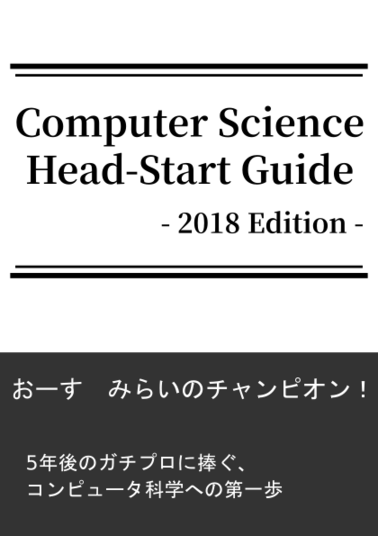 Computer Science
Head-Start Guide
- 2018 Edition -
おーす　みらいのチャンピオン！
5年後のガチプロに捧ぐ、
コンピュータ科学への第一歩